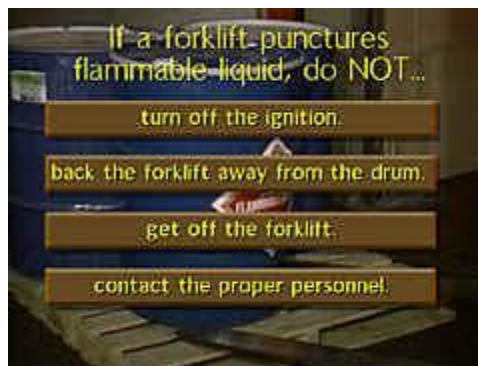 If a forklift punctures
flammable liquid, do NOT...
turn off the ignition.
back the forklift away from the drum.
get off the forklift.
contact the proper personnel.